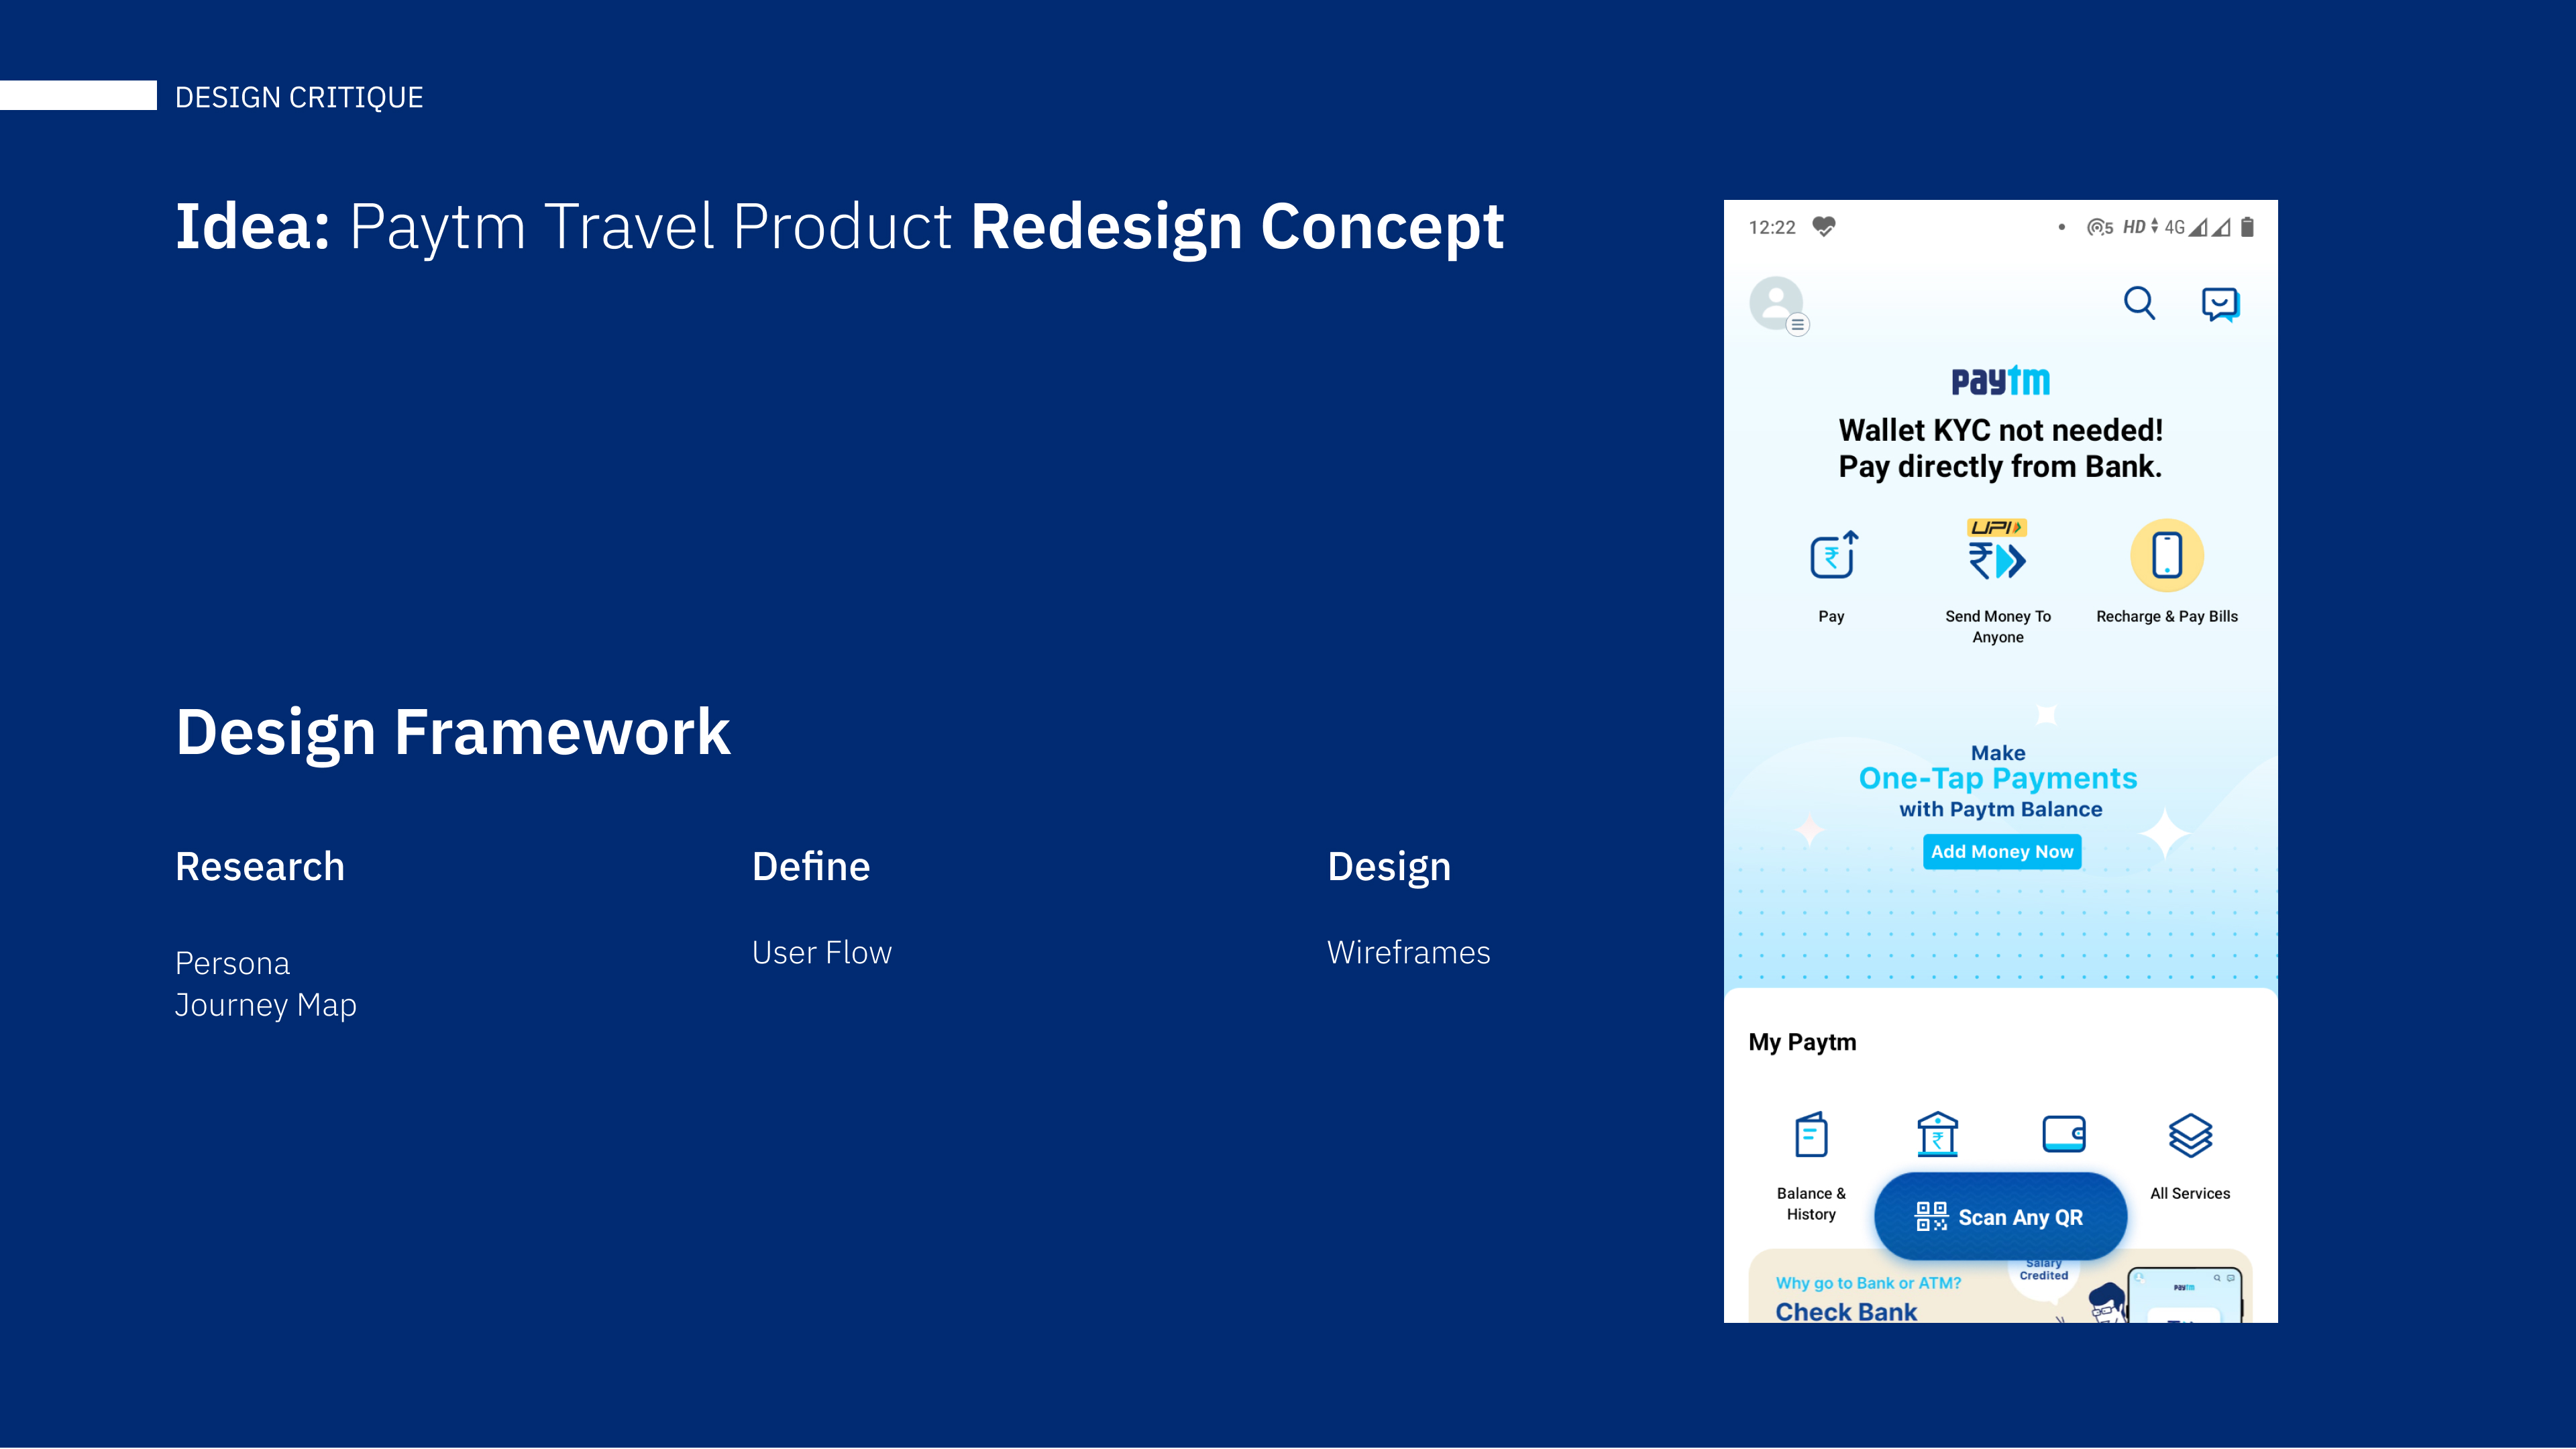 DESIGN CRITIQUE
Idea: Paytm Travel Product Redesign Concept
Design Framework
Research
Persona
Journey Map
Define
User Flow
Design
Wireframes
12:22
5 HD 4G
paytm
Wallet KYC not needed!
Pay directly from Bank.
UPI
Pay
Send Money To
Anyone
Recharge & Pay Bills
Make
One-Tap Payments
with Paytm Balance
Add Money Now
My Paytm
Balance &
History
All Services
Scan Any QR
Why go to Bank or ATM?
Check Bank
Salary
Credited
paytm